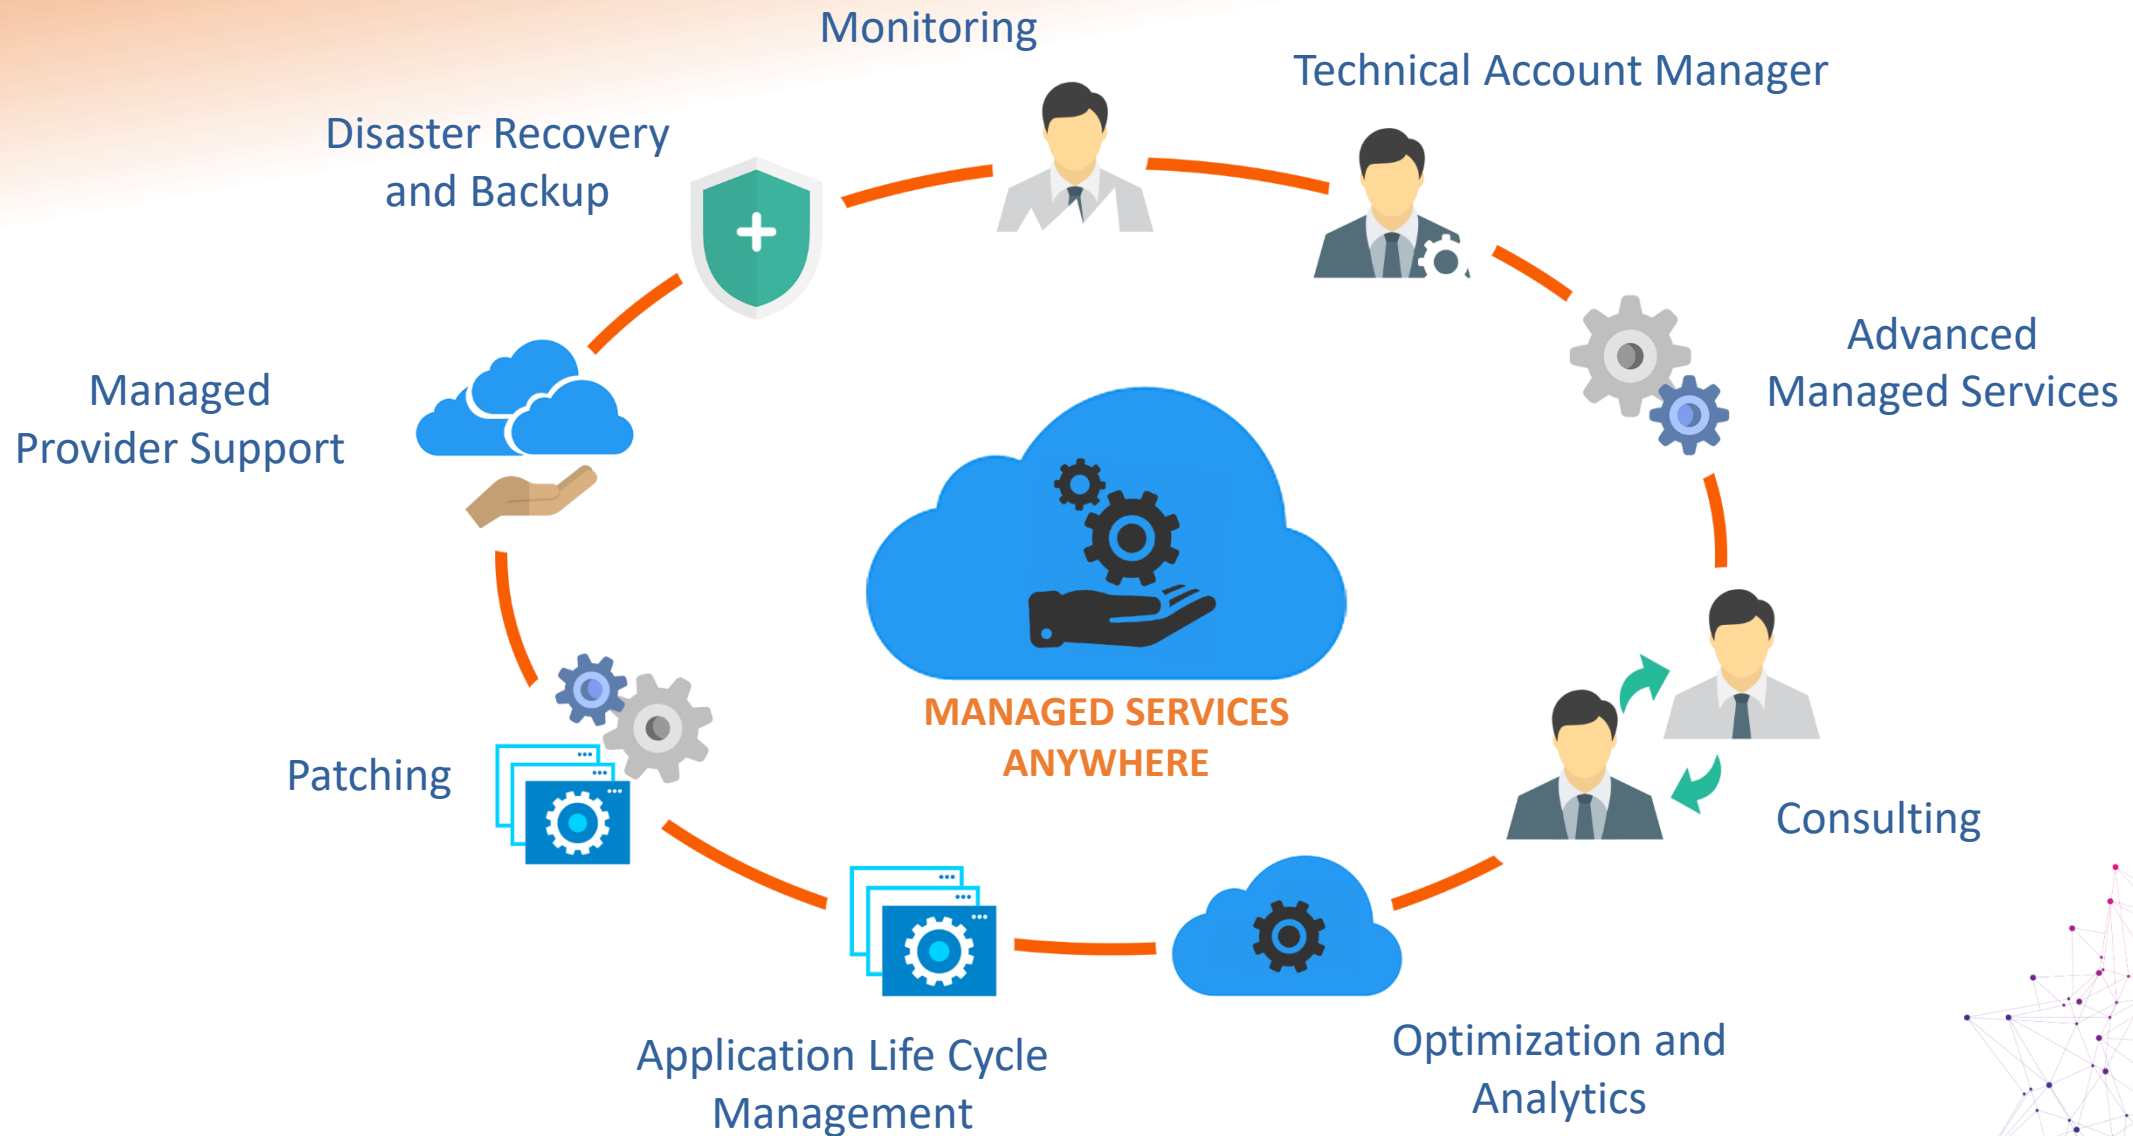 Monitoring
Technical Account Manager
Disaster Recovery
and Backup
Advanced
Managed Services
Managed
Provider Support
MANAGED SERVICES
ANYWHERE
Patching
Consulting
Application Life Cycle
Management
Optimization and
Analytics